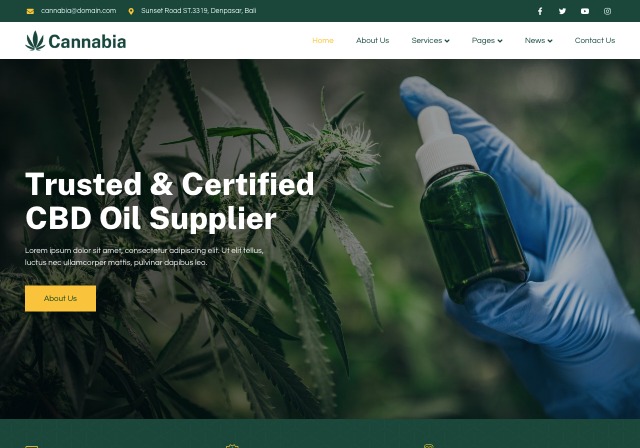 cannabia@domain.com Sunset Road ST.3319, Denpasar, Bali
Cannabia
Home About Us Services Pages News Contact Us
Trusted & Certified
CBD Oil Supplier
Lorem ipsum dolor sit amet, consectetur adipiscing elit. Ut elit tellus,
luctus nec ullamcorper mattis, pulvinar dapibus leo.
About Us